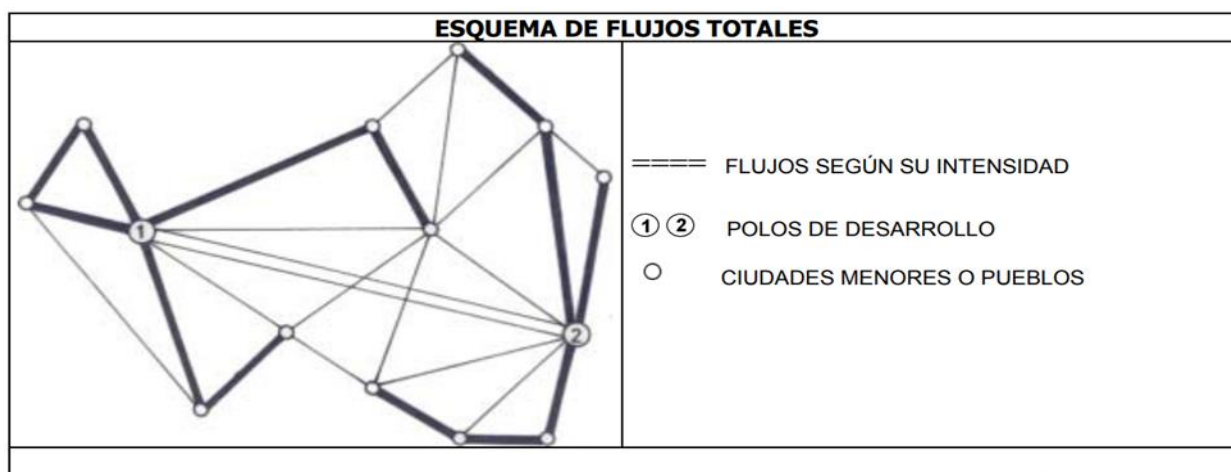 ESQUEMA DE FLUJOS TOTALES
1
2
==== FLUJOS SEGÚN SU INTENSIDAD
1 2 POLOS DE DESARROLLO
CIUDADES MENORES O PUEBLOS